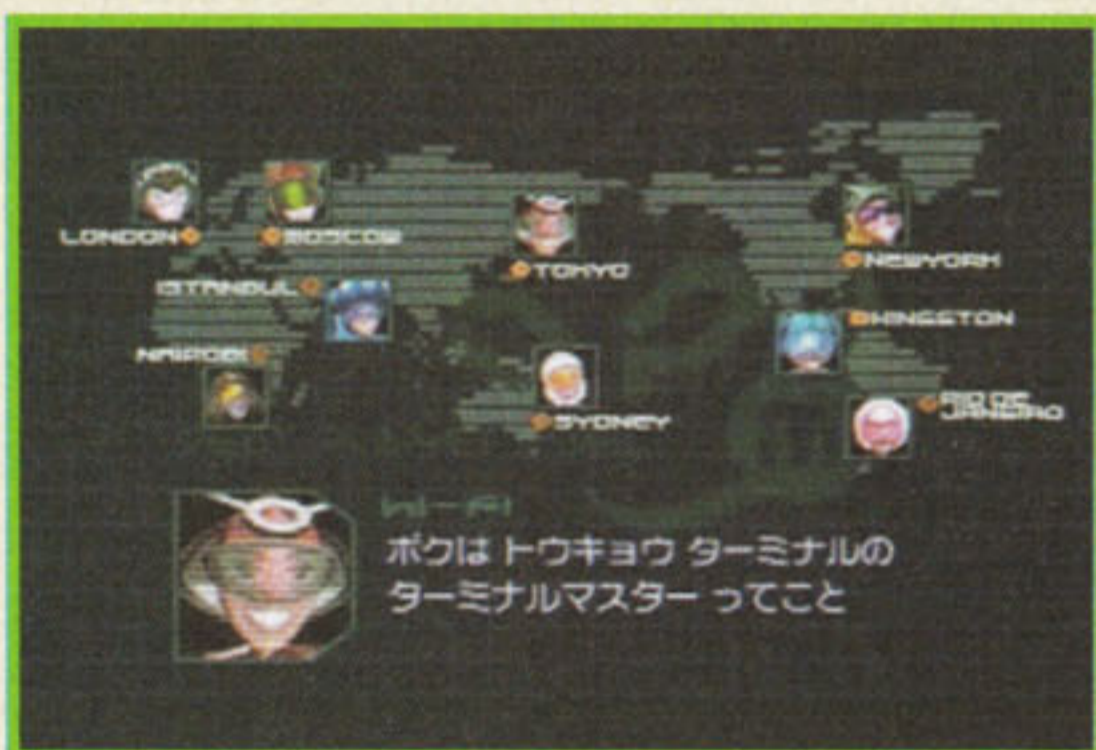 LONDON
MOSCOW
TOKYO
NEWYORK
ISTANBUL
KINGSTON
NAIROBI
SYDNEY
RIO DE
JANEIRO
ボクは トウキョウ ターミナルの
ターミナルマスター ってこと